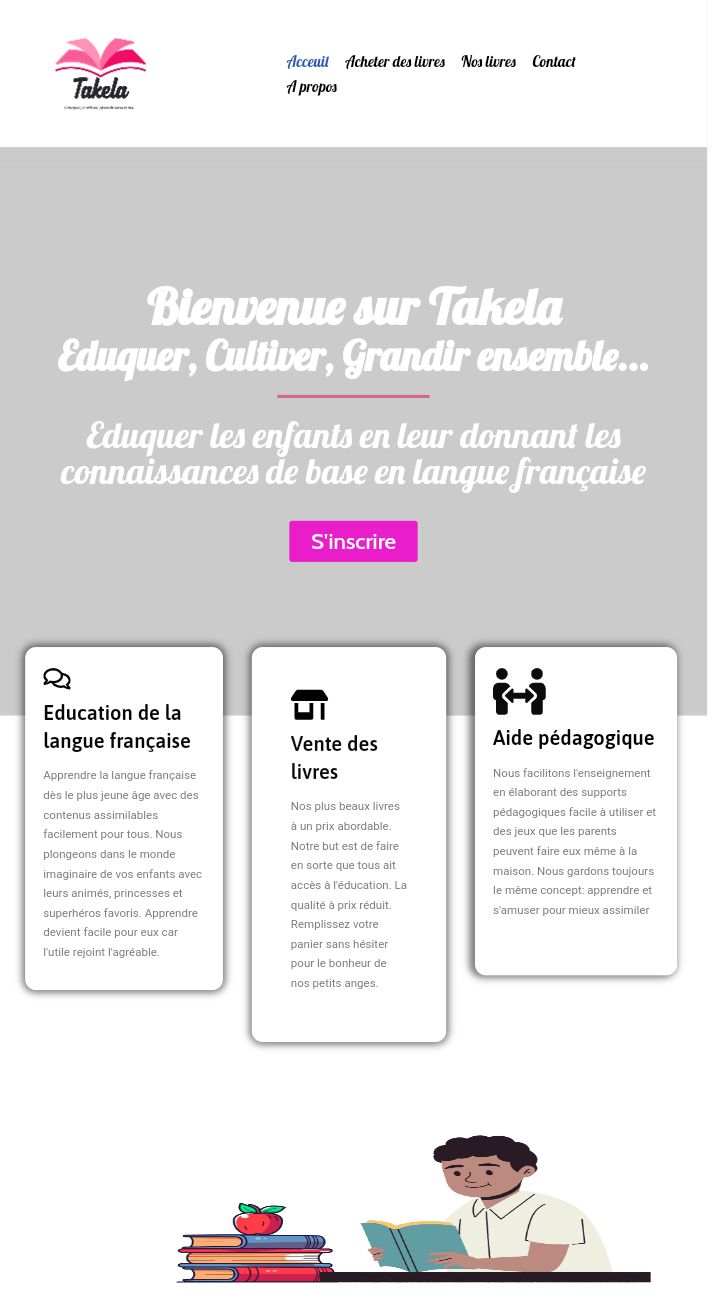 Takela
Acceuil Acheter des livres Nos livres Contact
A propos
Bienvenue sur Takela
Eduquer, Cultiver, Grandir ensemble...
Eduquer les enfants en leur donnant les
connaissances de base en langue française
S'inscrire
Education de la
langue française
Apprendre la langue française
dès le plus jeune âge avec des
contenus assimilables
facilement pour tous. Nous
plongeons dans le monde
imaginaire de vos enfants avec
leurs animés, princesses et
superhéros favoris. Apprendre
devient facile pour eux car
l'utile rejoint l'agréable.
Vente des
livres
Nos plus beaux livres
à un prix abordable.
Notre but est de faire
en sorte que tous ait
accès à l'éducation. La
qualité à prix réduit.
Remplissez votre
panier sans hésiter
pour le bonheur de
nos petits anges.
Aide pédagogique
Nous facilitons l'enseignement
en élaborant des supports
pédagogiques facile à utiliser et
des jeux que les parents
peuvent faire eux même à la
maison. Nous gardons toujours
le même concept: apprendre et
s'amuser pour mieux assimiler